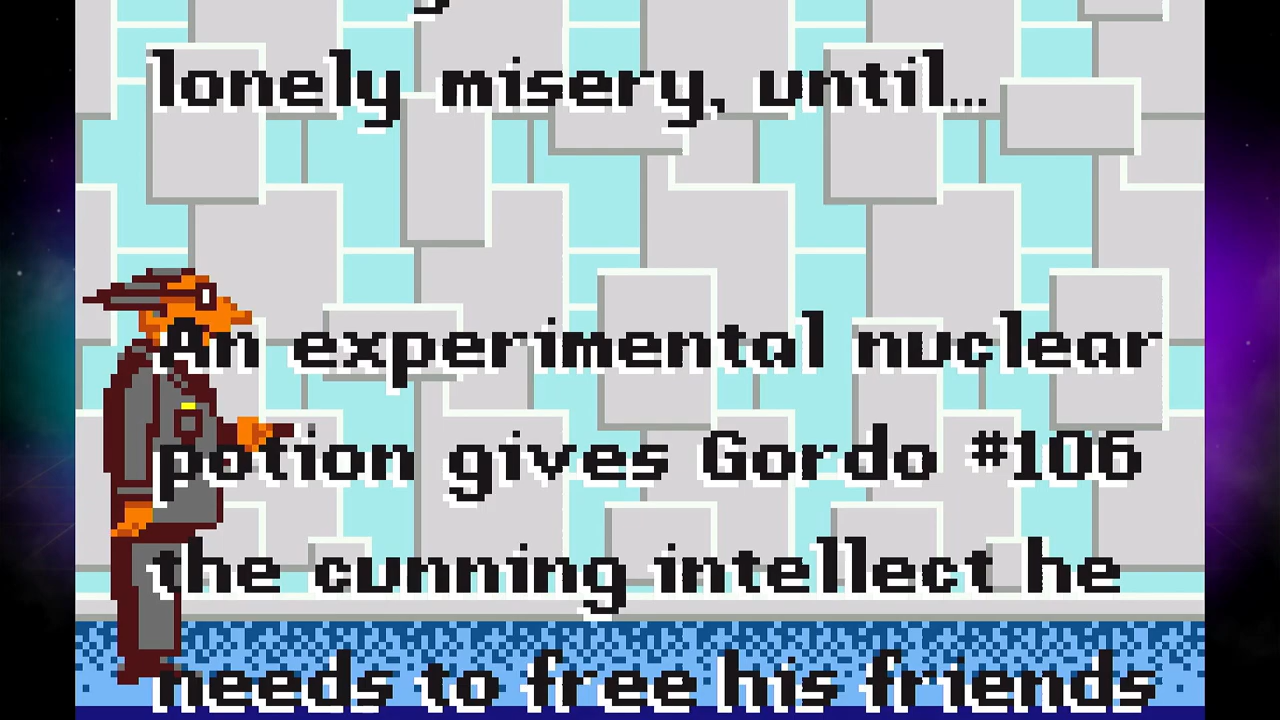 lonely misery, until...
An experimental nuclear
potion gives Gordo #106
the cunning intellect he
needs to free his friends